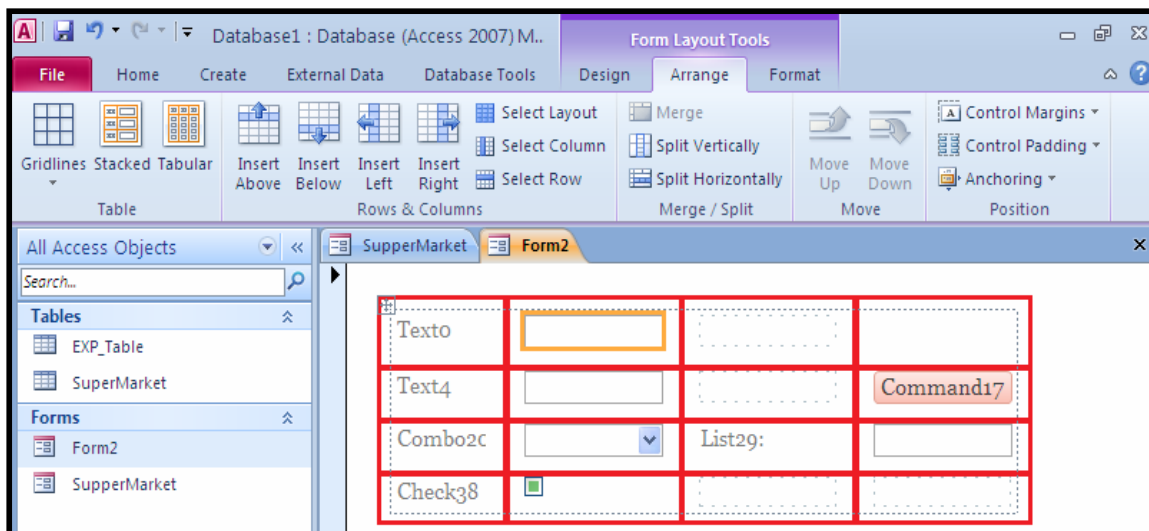 A Database1 : Database (Access 2007) M.. Form Layout Tools
File Home Create External Data Database Tools Design Arrange Format
Gridlines Stacked Tabular
Insert Above Insert Below Insert Left Insert Right
Select Layout
Select Column
Select Row
Merge
Split Vertically
Split Horizontally
Move Up Move Down
A Control Margins
Control Padding
Anchoring
Table Rows & Columns Merge / Split Move Position
All Access Objects
Search...
Tables
EXP_Table
SuperMarket
Forms
Form2
SupperMarket
SupperMarket Form2
Text0
Text4 Command17
Combo2c List29:
Check38